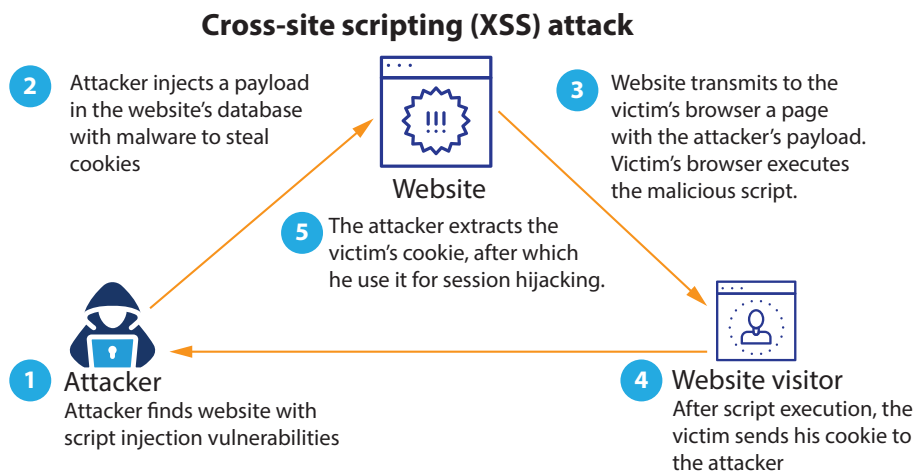 Cross-site scripting (XSS) attack
2
Attacker injects a payload
in the website’s database
with malware to steal
cookies
!!!
Website
3
Website transmits to the
victim’s browser a page
with the attacker’s payload.
Victim’s browser executes
the malicious script.
5
The attacker extracts the
victim’s cookie, after which
he use it for session hijacking.
1
Attacker
Attacker finds website with
script injection vulnerabilities
4
Website visitor
After script execution, the
victim sends his cookie to
the attacker